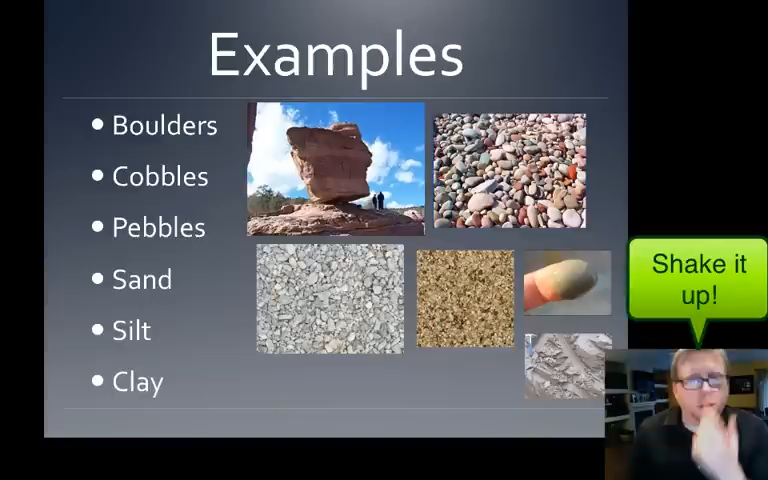 Examples
Boulders
Cobbles
Pebbles
Sand
Silt
Clay
Shake it
up!